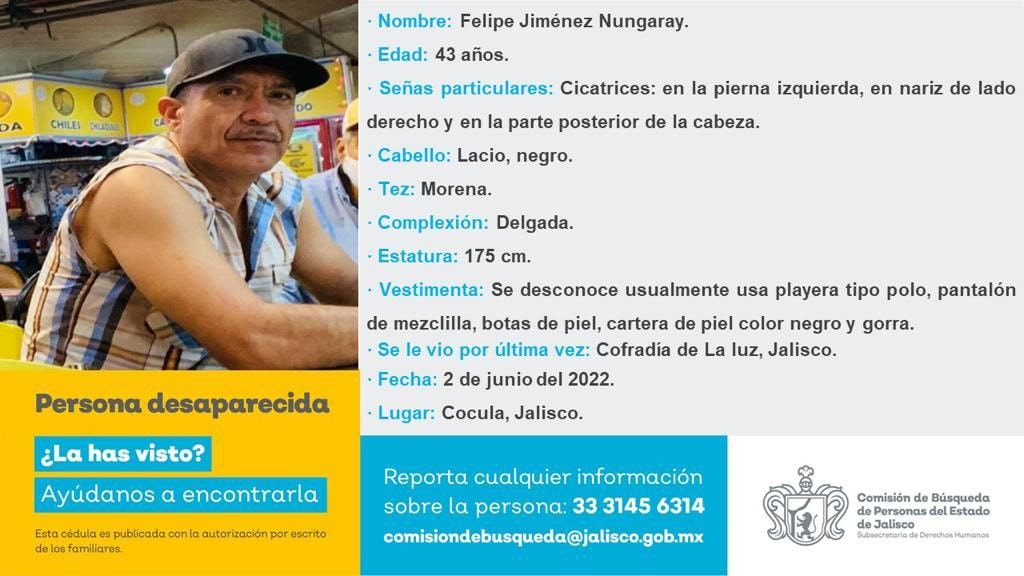 DA
CHILES
CHILAQUILES
CA
DO
· Nombre: Felipe Jiménez Nungaray.
· Edad: 43 años.
· Señas particulares: Cicatrices: en la pierna izquierda, en nariz de lado
derecho y en la parte posterior de la cabeza.
· Cabello: Lacio, negro.
· Tez: Morena.
· Complexión: Delgada.
· Estatura: 175 cm.
· Vestimenta: Se desconoce usualmente usa playera tipo polo, pantalón
de mezclilla, botas de piel, cartera de piel color negro y gorra.
· Se le vio por última vez: Cofradía de La luz, Jalisco.
· Fecha: 2 de junio del 2022.
· Lugar: Cocula, Jalisco.
Persona desaparecida
¿La has visto?
Ayúdanos a encontrarla
Esta cédula es publicada con la autorización por escrito
de los familiares.
Reporta cualquier información
sobre la persona: 33 3145 6314
comisiondebusqueda@jalisco.gob.mx
Comisión de Búsqueda
de Personas del Estado
de Jalisco
Subsecretaría de Derechos Humanos